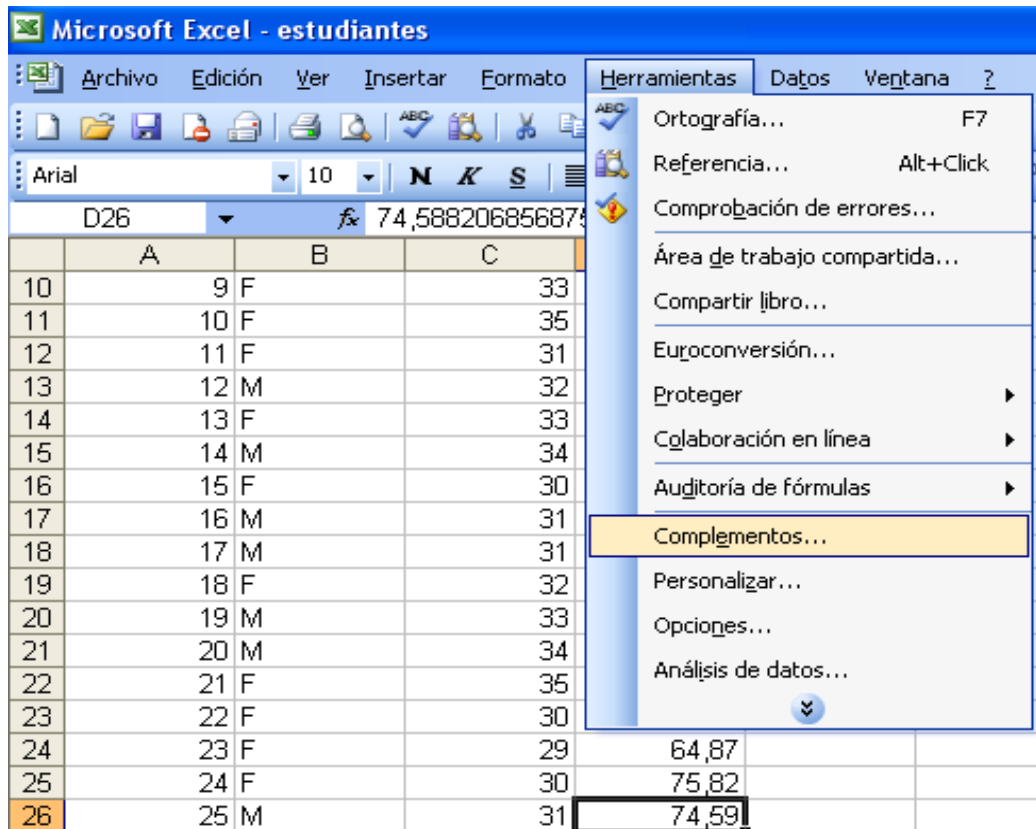 Microsoft Excel - estudiantes
Archivo Edición Ver Insertar Formato Herramientas Datos Ventana ?
ABC
Arial 10 N K S
D26 fx 74,588206856875
A B C
10 9 F 33
11 10 F 35
12 11 F 31
13 12 M 32
14 13 F 33
15 14 M 34
16 15 F 30
17 16 M 31
18 17 M 31
19 18 F 32
20 19 M 33
21 20 M 34
22 21 F 35
23 22 F 30
24 23 F 29 64,87
25 24 F 30 75,82
26 25 M 31 74,59
ABC Ortografía... F7
Referencia... Alt+Click
Comprobación de errores...
Área de trabajo compartida...
Compartir libro...
Euroconversión...
Proteger
Colaboración en línea
Auditoría de fórmulas
Complementos...
Personalizar...
Opciones...
Análisis de datos...